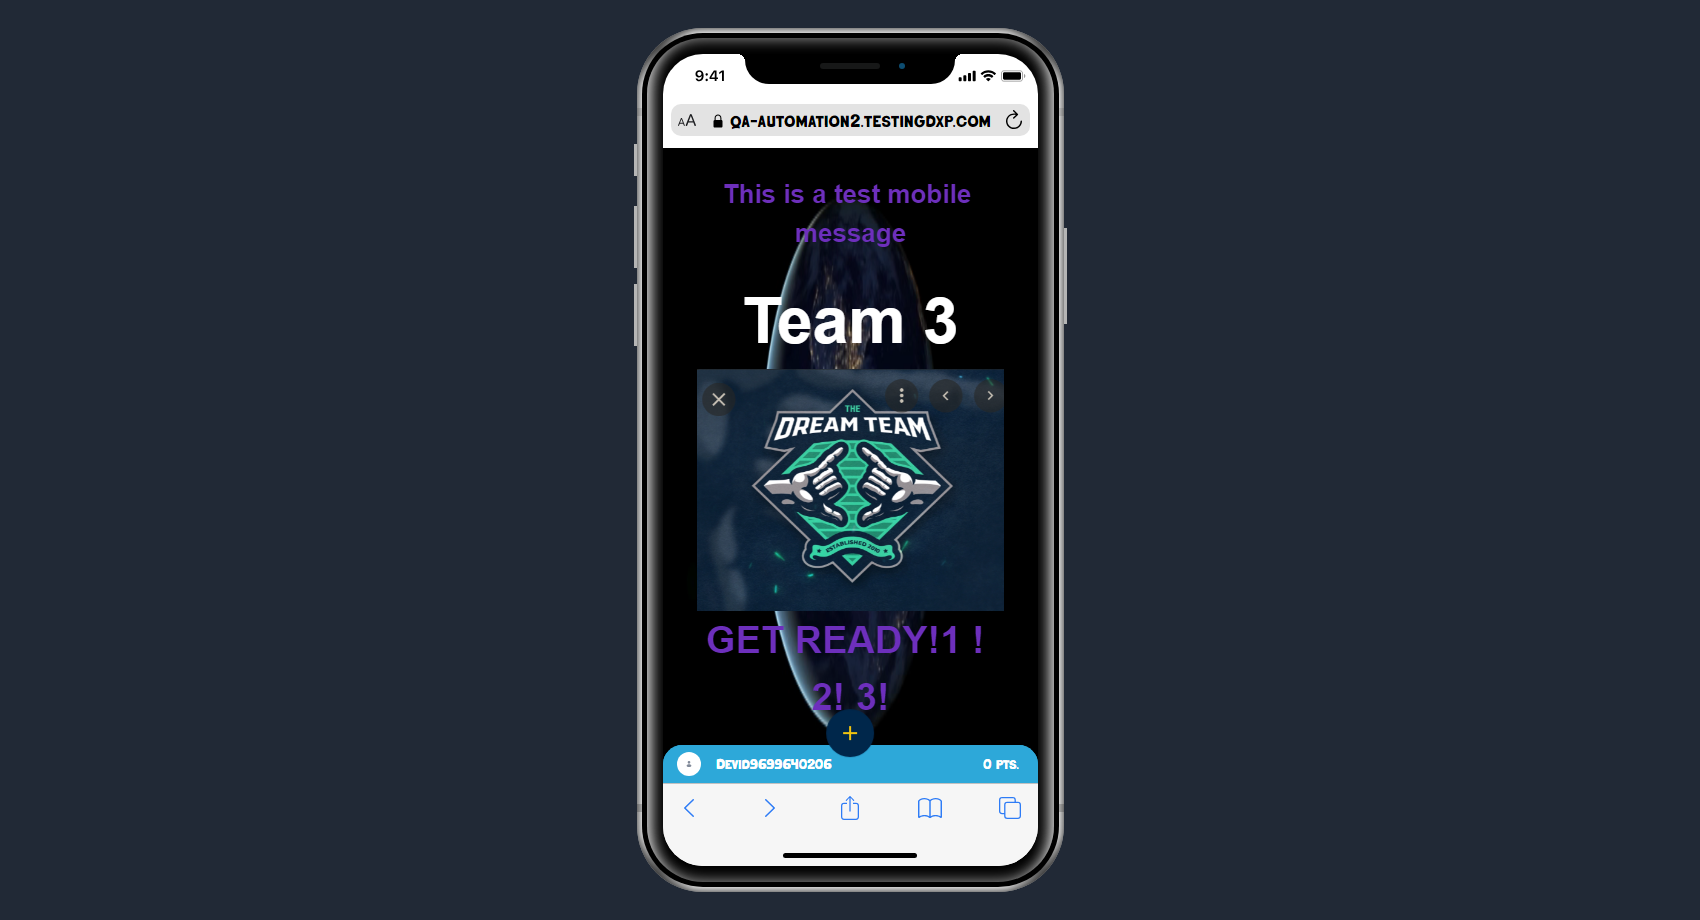 9:41
AA QA-AUTOMATION2.TESTINGDXP.COM
This is a test mobile
message
Team 3
THE
DREAM TEAM
ESTABLISHED 2010
GET READY!1 !
2! 3!
DEVID9699640206 0 PTS.